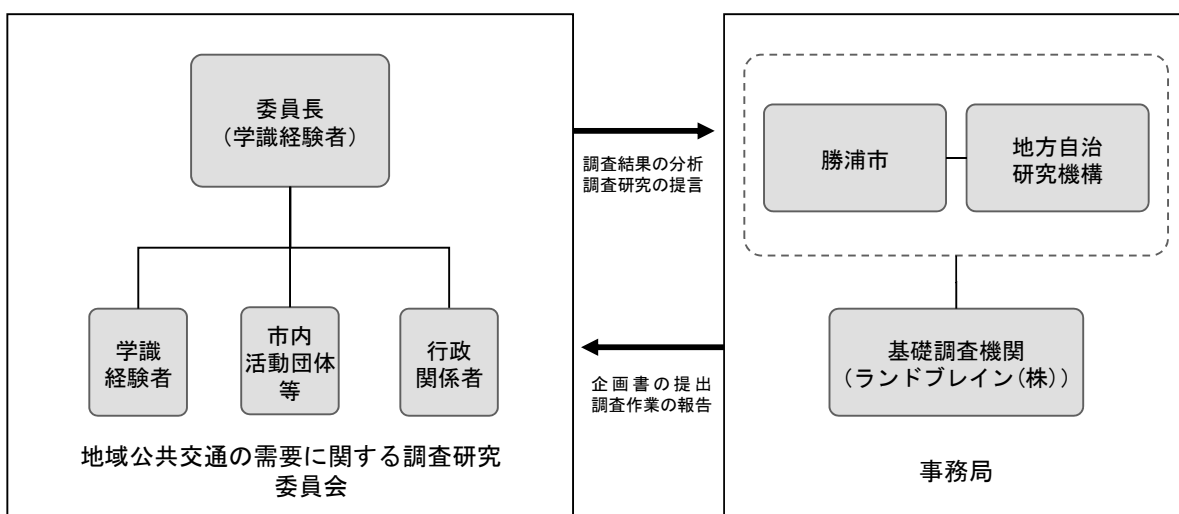 委員長
（学識経験者）
学識
経験者
市内
活動団体
等
行政
関係者
地域公共交通の需要に関する調査研究
委員会
調査結果の分析
調査研究の提言
企画書の提出
調査作業の報告
勝浦市
地方自治
研究機構
基礎調査機関
（ランドブレイン（株））
事務局